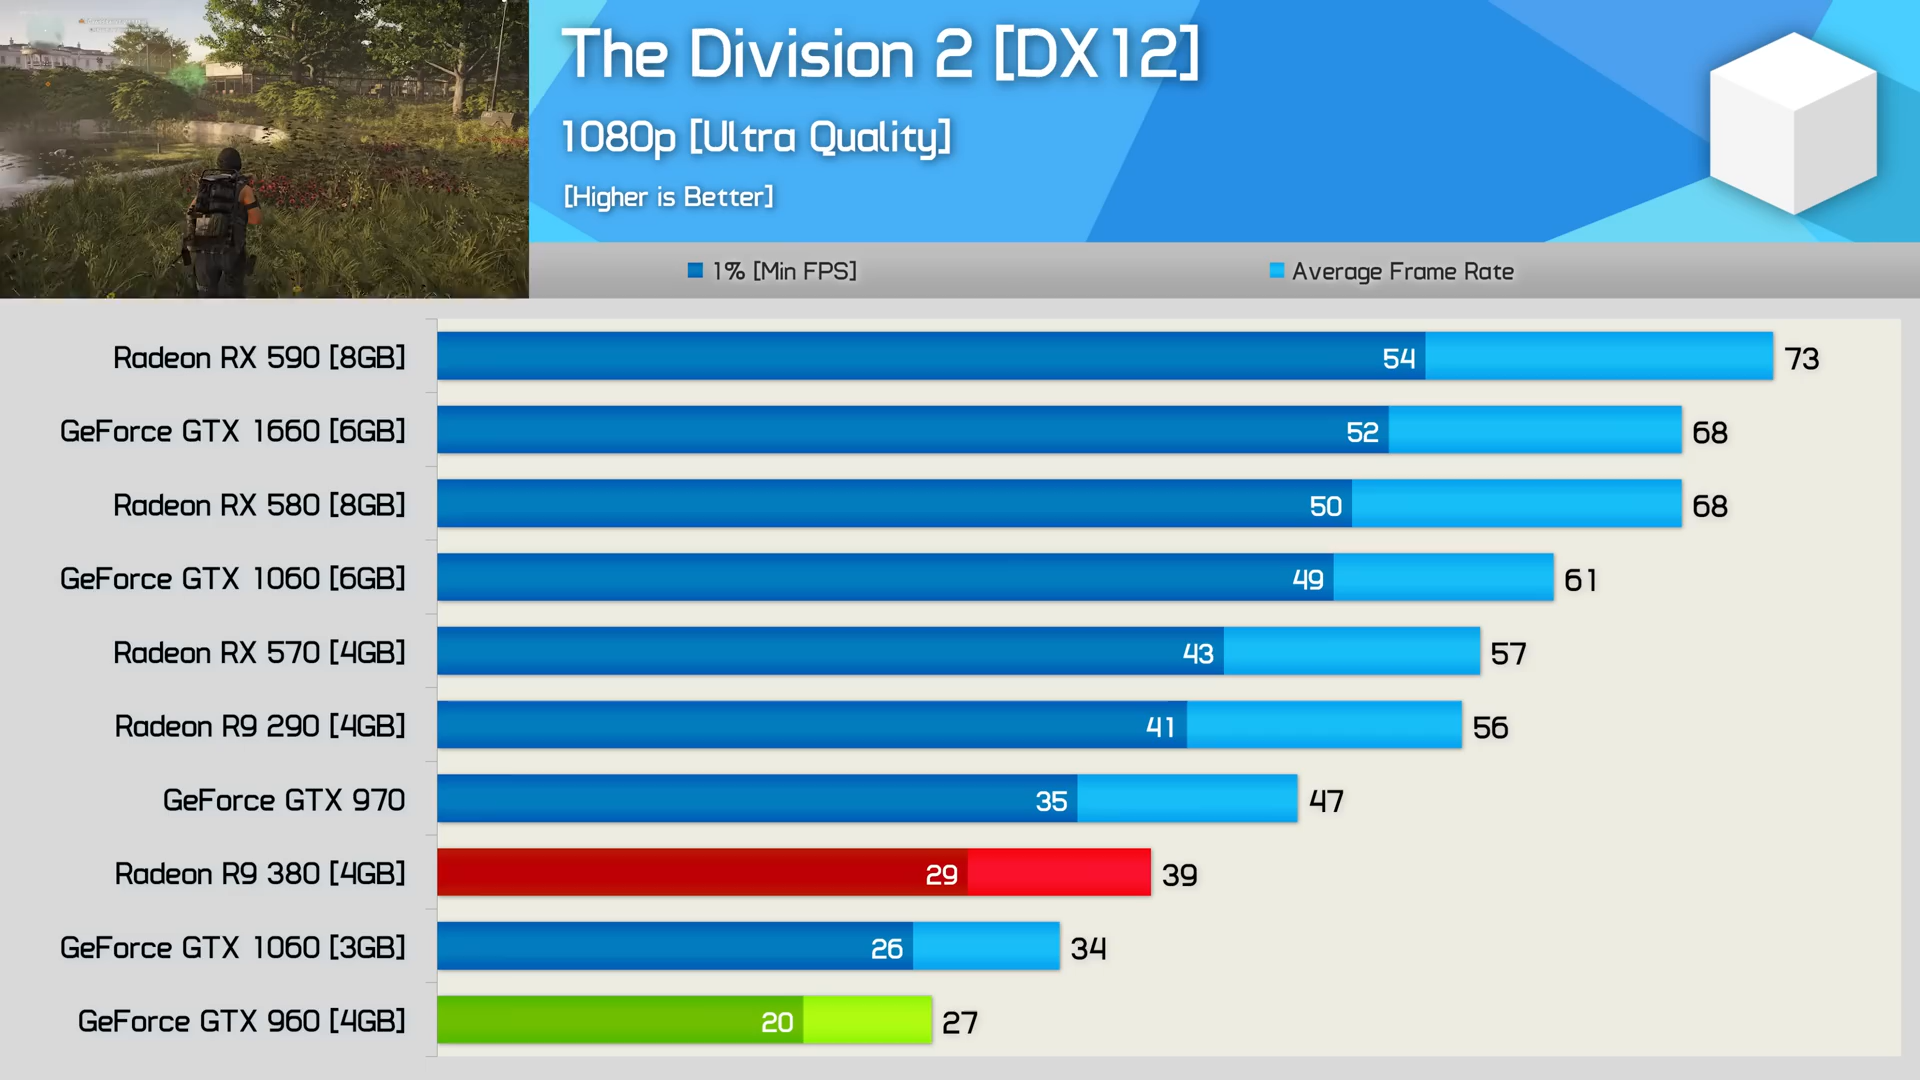 The Division 2 [DX12]
1080p [Ultra Quality]
[Higher is Better]
1% [Min FPS]
Average Frame Rate
Radeon RX 590 [8GB] 54 73
GeForce GTX 1660 [6GB] 52 68
Radeon RX 580 [8GB] 50 68
GeForce GTX 1060 [6GB] 49 61
Radeon RX 570 [4GB] 43 57
Radeon R9 290 [4GB] 41 56
GeForce GTX 970 35 47
Radeon R9 380 [4GB] 29 39
GeForce GTX 1060 [3GB] 26 34
GeForce GTX 960 [4GB] 20 27